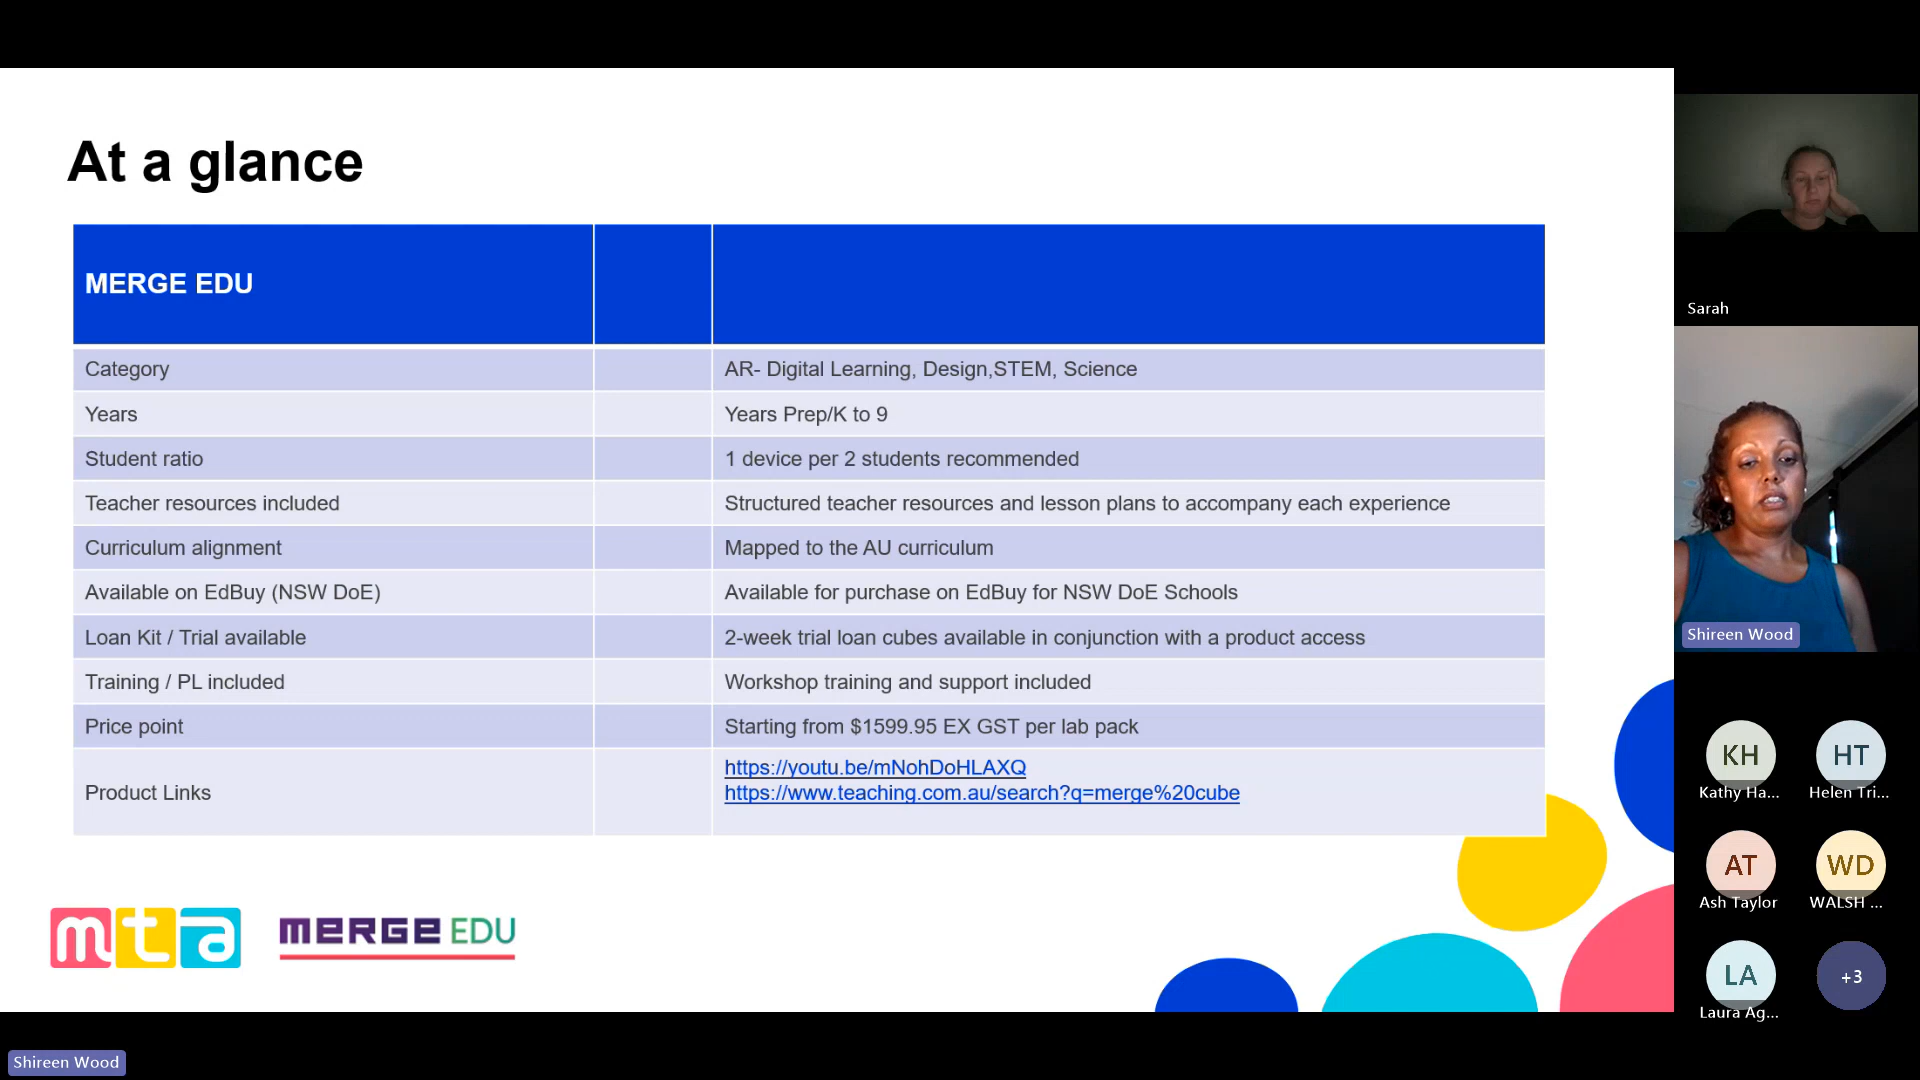 At a glance
MERGE EDU
Category
AR- Digital Learning, Design,STEM, Science
Years
Years Prep/K to 9
Student ratio
1 device per 2 students recommended
Teacher resources included
Structured teacher resources and lesson plans to accompany each experience
Curriculum alignment
Mapped to the AU curriculum
Available on EdBuy (NSW DoE)
Available for purchase on EdBuy for NSW DoE Schools
Loan Kit / Trial available
2-week trial loan cubes available in conjunction with a product access
Training / PL included
Workshop training and support included
Price point
Starting from $1599.95 EX GST per lab pack
Product Links
https://youtu.be/mNohDoHLAXQ
https://www.teaching.com.au/search?q=merge%20cube
mta
MERGE EDU
Sarah
Shireen Wood
KH
Kathy Ha...
HT
Helen Tri...
AT
Ash Taylor
WD
WALSH ...
LA
Laura Ag...
+3
Shireen Wood